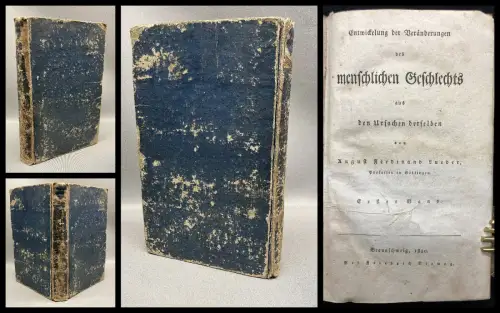 Entwickelung der Veränderungen
des
menschlichen Geschlechts
aus
den Ursachen derselben
von
August Ferdinand Lueder,
Professor in Göttingen.
Erster Band.
Braunschweig, 1810.
Bei Friedrich Vieweg.